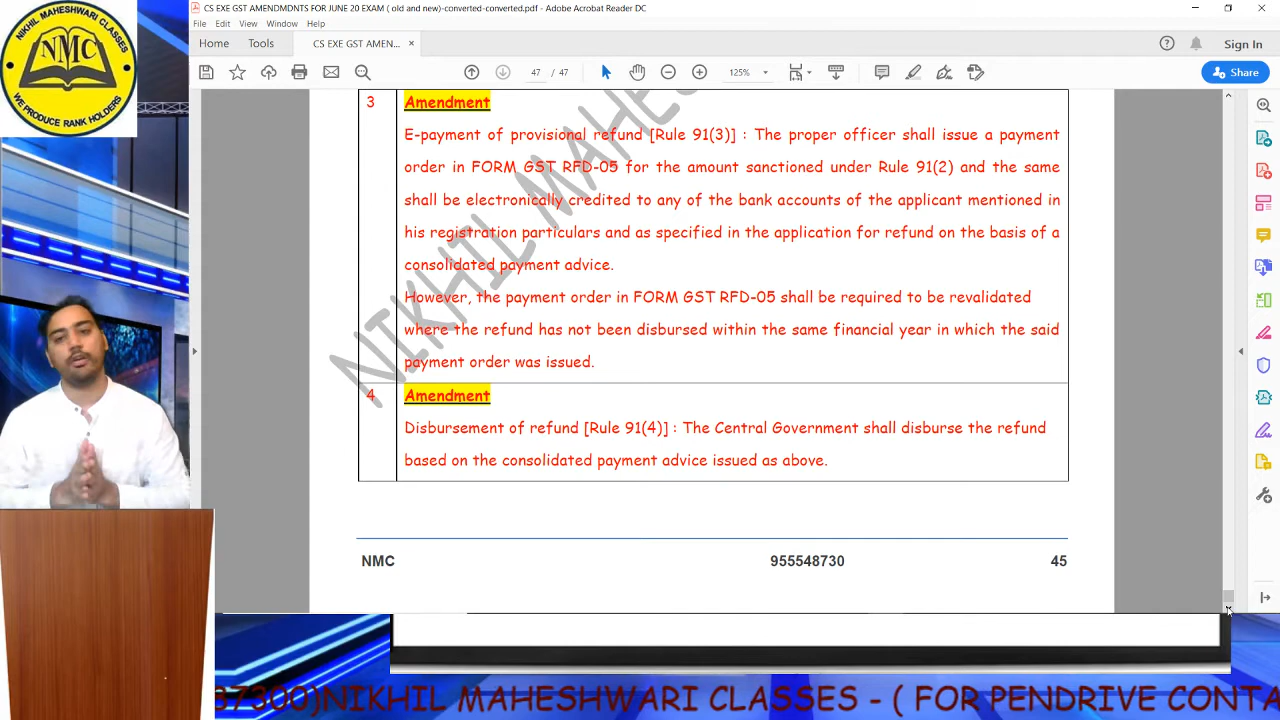 CS EXE GST AMENDMDNTS FOR JUNE 20 EXAM ( old and new)-converted-converted.pdf - Adobe Acrobat Reader DC
File Edit View Window Help
Home Tools CS EXE GST AMEN... × Sign In
47 / 47 125% Share
NIKHIL MAHESHWARI CLASSES
NMC
WE PRODUCE RANK HOLDERS
3 Amendment
E-payment of provisional refund [Rule 91(3)] : The proper officer shall issue a payment
order in FORM GST RFD-05 for the amount sanctioned under Rule 91(2) and the same
shall be electronically credited to any of the bank accounts of the applicant mentioned in
his registration particulars and as specified in the application for refund on the basis of a
consolidated payment advice.
However, the payment order in FORM GST RFD-05 shall be required to be revalidated
where the refund has not been disbursed within the same financial year in which the said
payment order was issued.
4 Amendment
Disbursement of refund [Rule 91(4)] : The Central Government shall disburse the refund
based on the consolidated payment advice issued as above.
NIKHIL MAHES
NMC 955548730 45
37300)NIKHIL MAHESHWARI CLASSES - ( FOR PENDRIVE CONTA